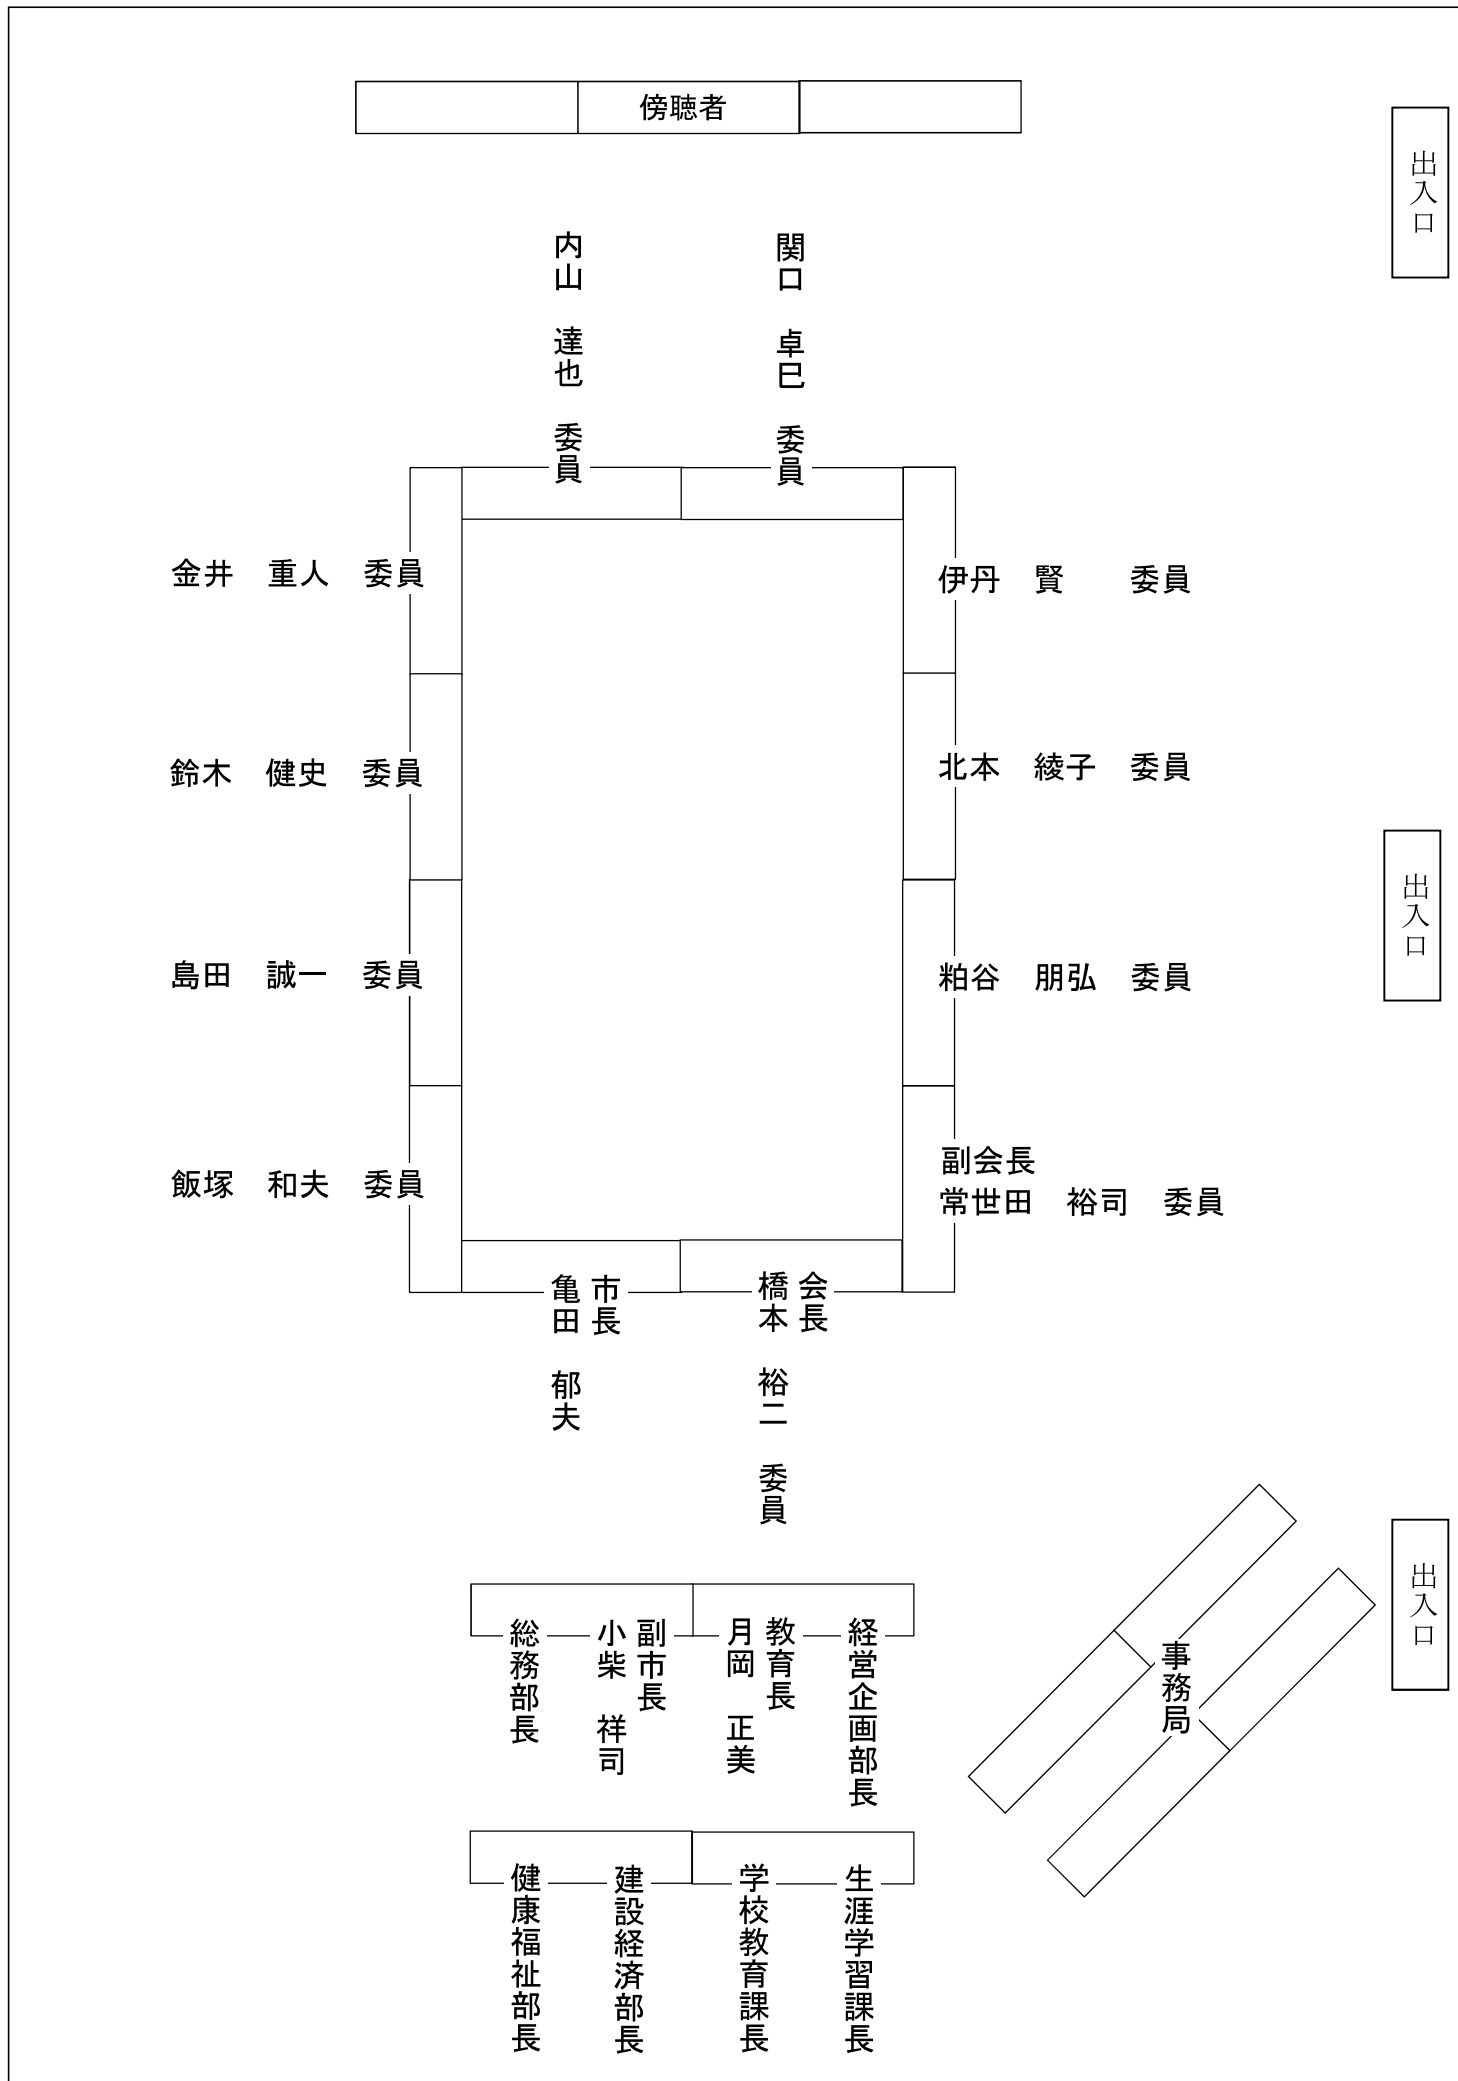 傍聴者
出入口
内山　達也　委員
関口　卓巳　委員
金井　重人　委員
伊丹　賢　　委員
鈴木　健史　委員
北本　綾子　委員
出入口
島田　誠一　委員
粕谷　朋弘　委員
飯塚　和夫　委員
副会長
常世田　裕司　委員
市長
亀田　郁夫
会長
橋本　裕二　委員
出入口
総務部長
副市長
小柴　祥司
教育長
月岡　正美
経営企画部長
事務局
健康福祉部長
建設経済部長
学校教育課長
生涯学習課長